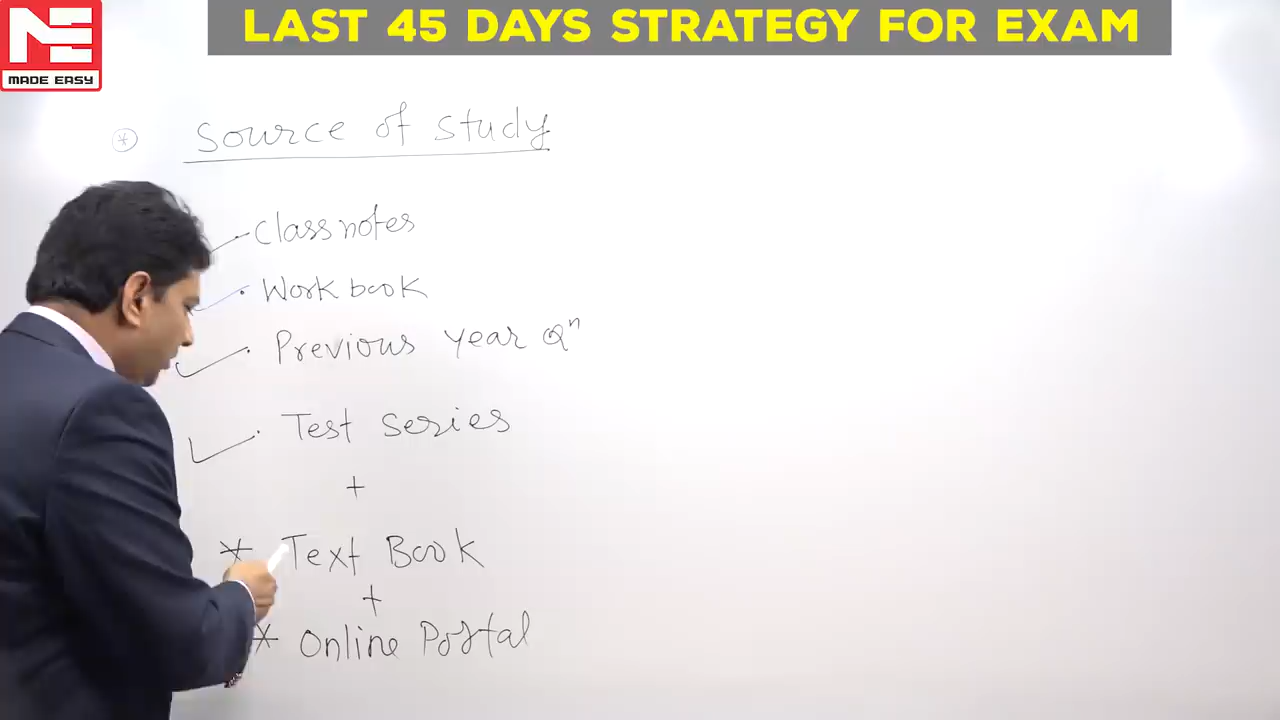 LAST 45 DAYS STRATEGY FOR EXAM
ME
MADE EASY
* Source of study
• Class notes
• Work book
• Previous year Qⁿ
• Test series
+
* Text Book
+
* Online Portal